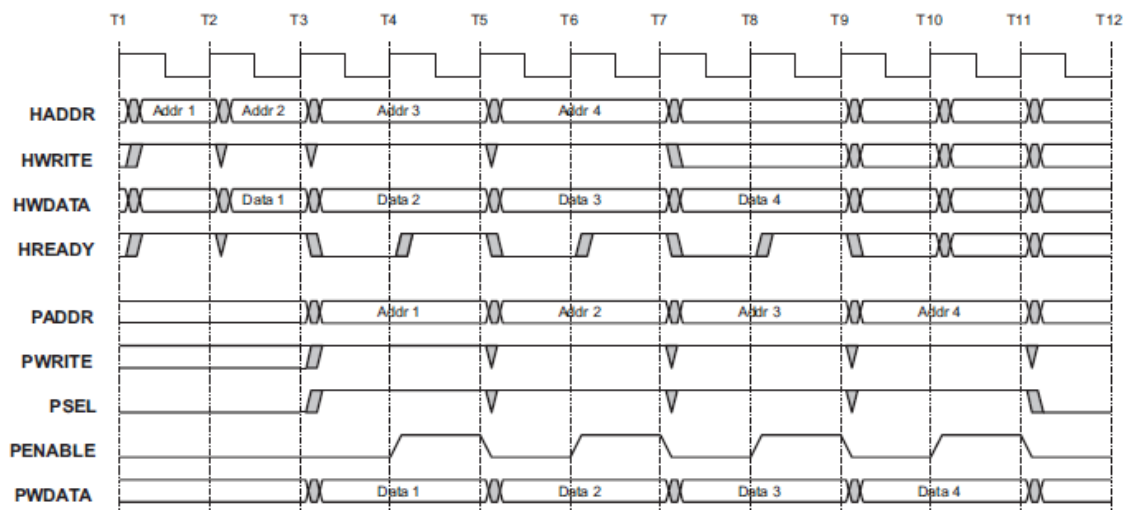 T1 T2 T3 T4 T5 T6 T7 T8 T9 T10 T11 T12
HADDR Addr 1 Addr 2 Addr 3 Addr 4
HWRITE
HWDATA Data 1 Data 2 Data 3 Data 4
HREADY
PADDR Addr 1 Addr 2 Addr 3 Addr 4
PWRITE
PSEL
PENABLE
PWDATA Data 1 Data 2 Data 3 Data 4